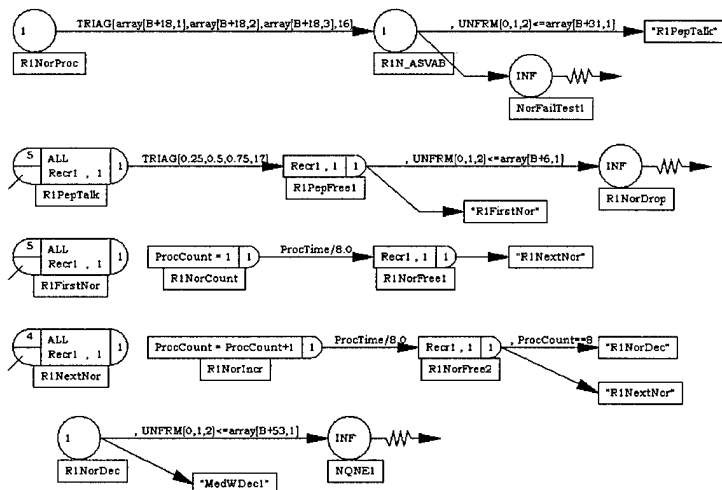 TRIAG[array[B+18,1],array[B+18,2],array[B+18,3],16]
, UNFRM[0,1,2]<=array[B+31,1]
1
1
"R1PepTalk"
R1NorProc
R1N_ASVAB
INF
NorFailTest1
5
ALL
Recr1 , 1
1
TRIAG[0.25,0.5,0.75,17]
Recr1 , 1
1
, UNFRM[0,1,2]<=array[B+6,1]
INF
R1PepTalk
R1PepFree1
"R1FirstNor"
R1NorDrop
5
ALL
Recr1 , 1
1
ProcCount = 1
1
ProcTime/8.0
Recr1 , 1
1
"R1NextNor"
R1FirstNor
R1NorCount
R1NorFree1
4
ALL
Recr1 , 1
1
ProcCount = ProcCount+1
1
ProcTime/8.0
Recr1 , 1
1
, ProcCount==8
"R1NorDec"
R1NextNor
R1NorIncr
R1NorFree2
"R1NextNor"
1
, UNFRM[0,1,2]<=array[B+53,1]
INF
R1NorDec
"MedWDec1"
NQNE1